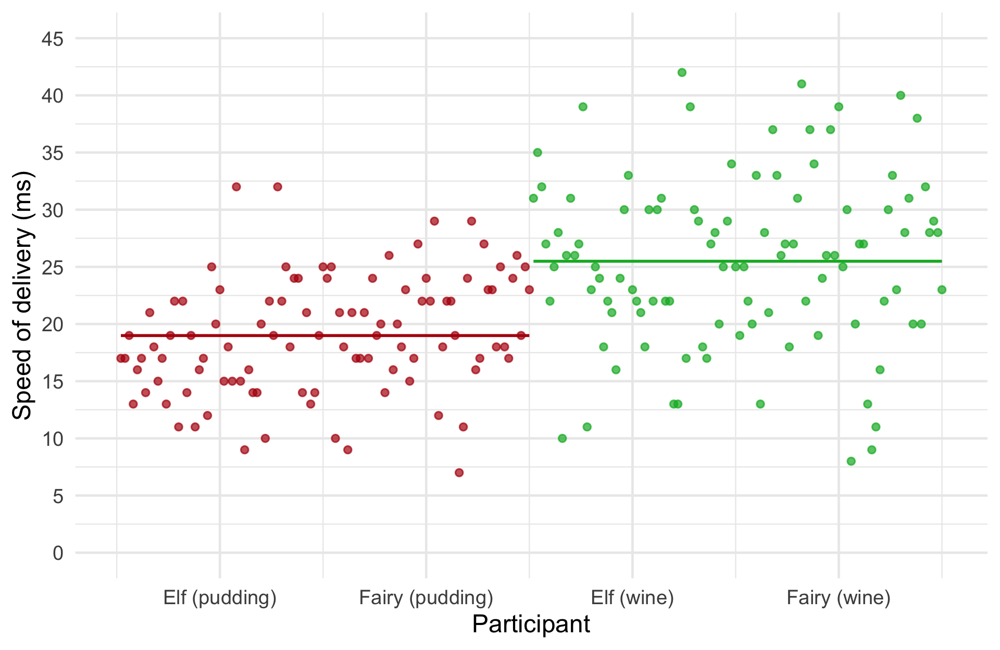 Speed of delivery (ms)
45
40
35
30
25
20
15
10
5
0
Elf (pudding)
Fairy (pudding)
Elf (wine)
Fairy (wine)
Participant